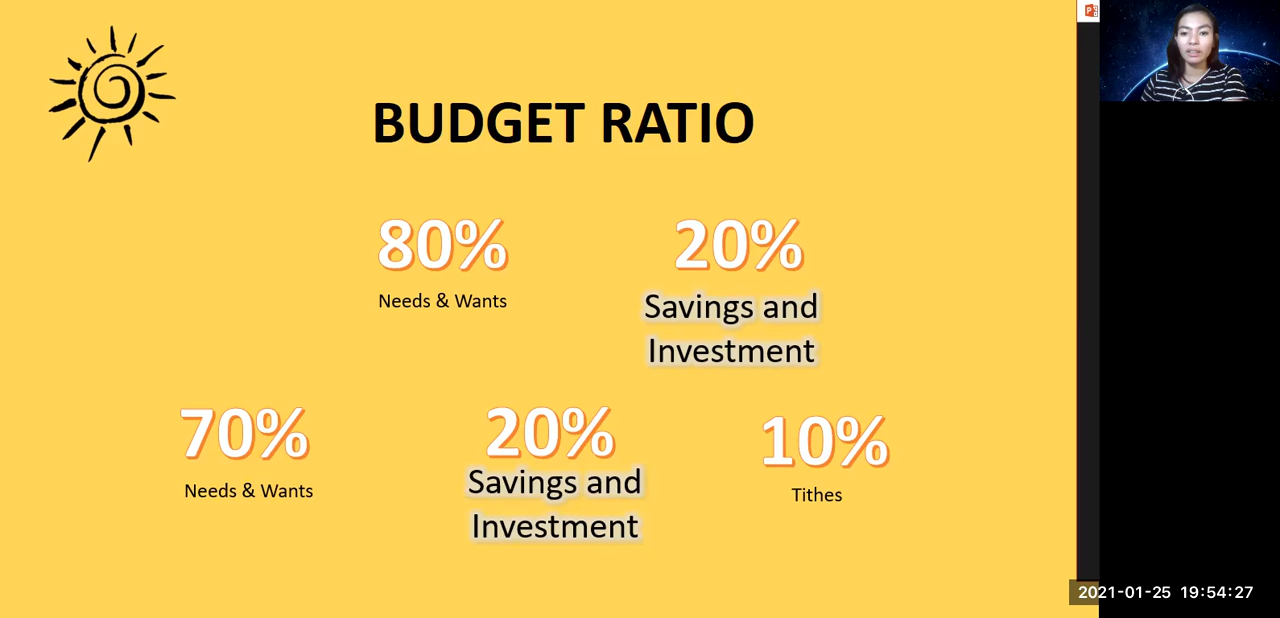 BUDGET RATIO
80%
20%
Needs & Wants
Savings and
Investment
70%
20%
10%
Needs & Wants
Savings and
Investment
Tithes
2021-01-25 19:54:27